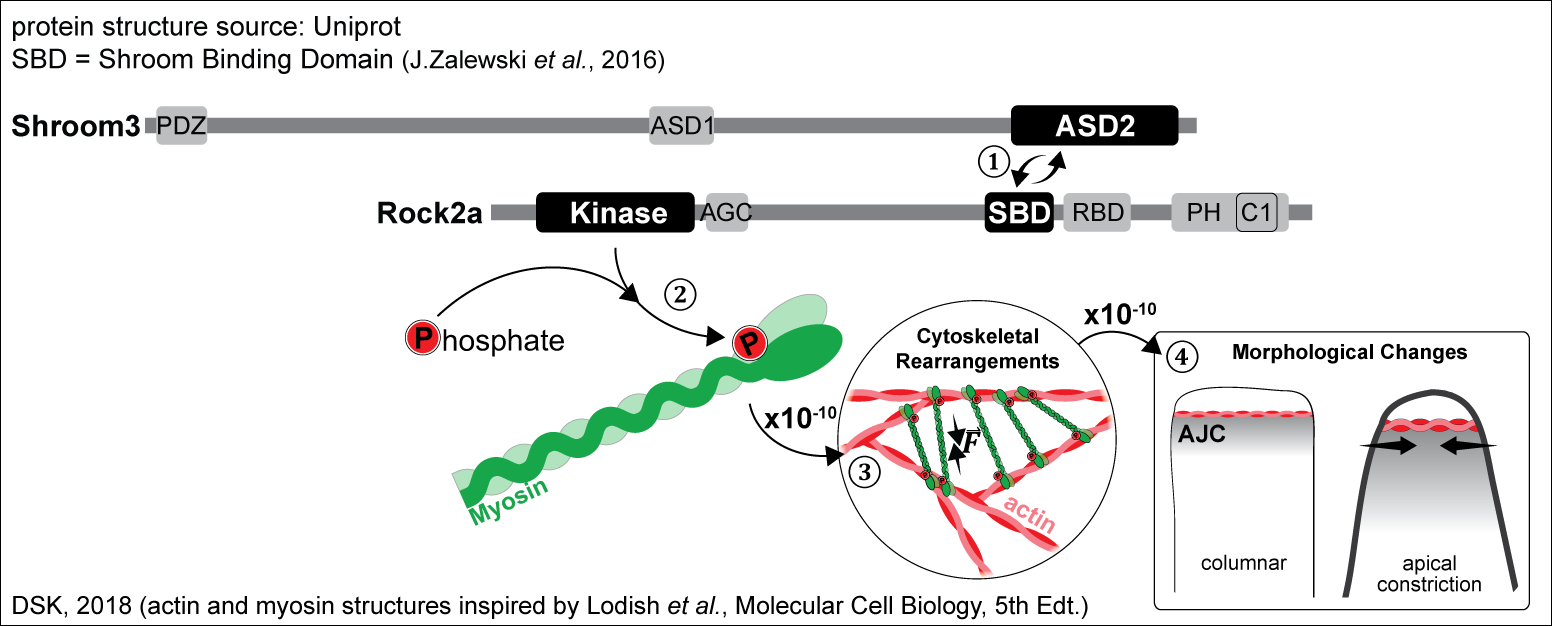 protein structure source: Uniprot
SBD = Shroom Binding Domain (J.Zalewski et al., 2016)
Shroom3 PDZ ASD1 ASD2
1
Rock2a Kinase AGC SBD RBD PH C1
2
P hosphate
P
Myosin
x10-10
3
Cytoskeletal
Rearrangements
F
actin
x10-10
4
Morphological Changes
AJC
columnar
apical
constriction
DSK, 2018 (actin and myosin structures inspired by Lodish et al., Molecular Cell Biology, 5th Edt.)